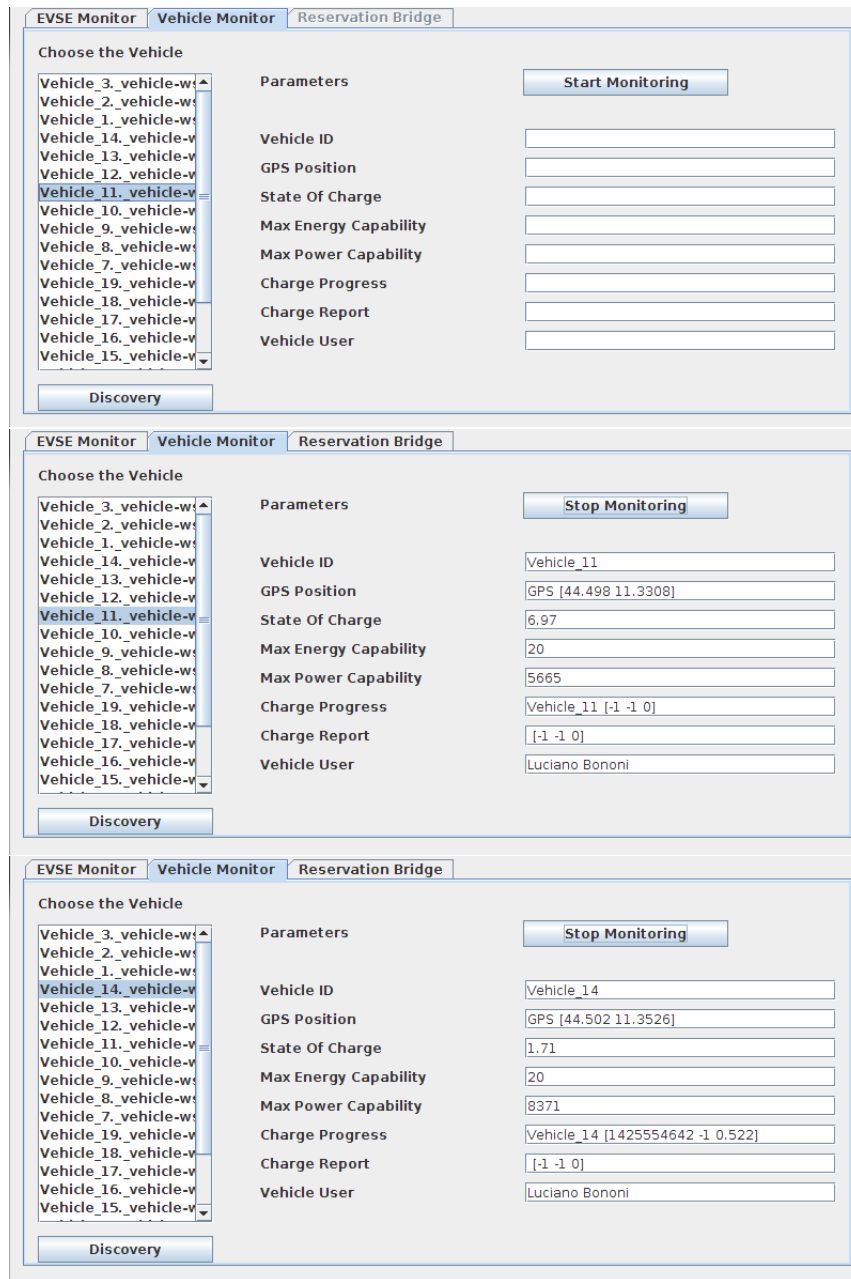 EVSE Monitor Vehicle Monitor Reservation Bridge
Choose the Vehicle
Vehicle_3._vehicle-ws
Vehicle_2._vehicle-ws
Vehicle_1._vehicle-ws
Vehicle_14._vehicle-w
Vehicle_13._vehicle-w
Vehicle_12._vehicle-w
Vehicle_11._vehicle-w
Vehicle_10._vehicle-w
Vehicle_9._vehicle-ws
Vehicle_8._vehicle-ws
Vehicle_7._vehicle-ws
Vehicle_19._vehicle-w
Vehicle_18._vehicle-w
Vehicle_17._vehicle-w
Vehicle_16._vehicle-w
Vehicle_15._vehicle-w
Discovery
Parameters Start Monitoring
Vehicle ID
GPS Position
State Of Charge
Max Energy Capability
Max Power Capability
Charge Progress
Charge Report
Vehicle User
EVSE Monitor Vehicle Monitor Reservation Bridge
Choose the Vehicle
Vehicle_3._vehicle-ws
Vehicle_2._vehicle-ws
Vehicle_1._vehicle-ws
Vehicle_14._vehicle-w
Vehicle_13._vehicle-w
Vehicle_12._vehicle-w
Vehicle_11._vehicle-w
Vehicle_10._vehicle-w
Vehicle_9._vehicle-ws
Vehicle_8._vehicle-ws
Vehicle_7._vehicle-ws
Vehicle_19._vehicle-w
Vehicle_18._vehicle-w
Vehicle_17._vehicle-w
Vehicle_16._vehicle-w
Vehicle_15._vehicle-w
Discovery
Parameters Stop Monitoring
Vehicle ID Vehicle_11
GPS Position GPS [44.498 11.3308]
State Of Charge 6.97
Max Energy Capability 20
Max Power Capability 5665
Charge Progress Vehicle_11 [-1 -1 0]
Charge Report [-1 -1 0]
Vehicle User Luciano Bononi
EVSE Monitor Vehicle Monitor Reservation Bridge
Choose the Vehicle
Vehicle_3._vehicle-ws
Vehicle_2._vehicle-ws
Vehicle_1._vehicle-ws
Vehicle_14._vehicle-w
Vehicle_13._vehicle-w
Vehicle_12._vehicle-w
Vehicle_11._vehicle-w
Vehicle_10._vehicle-w
Vehicle_9._vehicle-ws
Vehicle_8._vehicle-ws
Vehicle_7._vehicle-ws
Vehicle_19._vehicle-w
Vehicle_18._vehicle-w
Vehicle_17._vehicle-w
Vehicle_16._vehicle-w
Vehicle_15._vehicle-w
Discovery
Parameters Stop Monitoring
Vehicle ID Vehicle_14
GPS Position GPS [44.502 11.3526]
State Of Charge 1.71
Max Energy Capability 20
Max Power Capability 8371
Charge Progress Vehicle_14 [1425554642 -1 0.522]
Charge Report [-1 -1 0]
Vehicle User Luciano Bononi